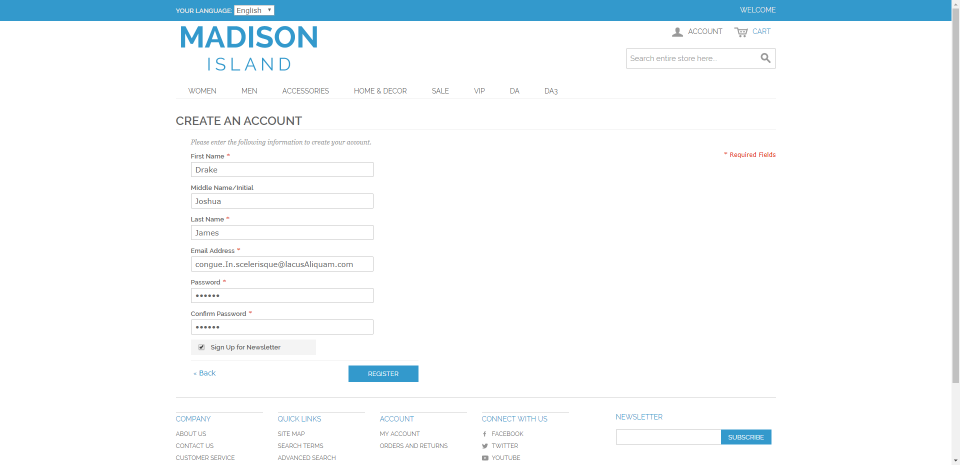 YOUR LANGUAGE: English
WELCOME
MADISON
ISLAND
ACCOUNT CART
Search entire store here...
WOMEN MEN ACCESSORIES HOME & DECOR SALE VIP DA DA3
CREATE AN ACCOUNT
Please enter the following information to create your account.
* Required Fields
First Name *
Drake
Middle Name/Initial
Joshua
Last Name *
James
Email Address *
congue.In.scelerisque@lacusAliquam.com
Password *
••••••
Confirm Password *
••••••
Sign Up for Newsletter
« Back
REGISTER
COMPANY
ABOUT US
CONTACT US
CUSTOMER SERVICE
QUICK LINKS
SITE MAP
SEARCH TERMS
ADVANCED SEARCH
ACCOUNT
MY ACCOUNT
ORDERS AND RETURNS
CONNECT WITH US
FACEBOOK
TWITTER
YOUTUBE
NEWSLETTER
SUBSCRIBE